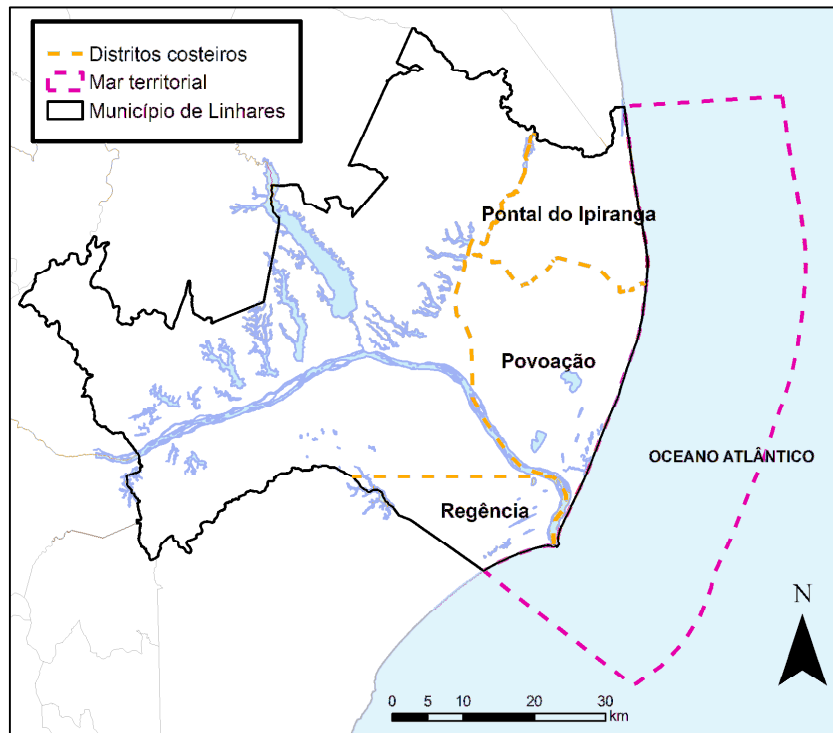 Distritos costeiros
Mar territorial
Município de Linhares
Pontal do Ipiranga
Povoação
OCEANO ATLÂNTICO
Regência
N
0 5 10 20 30
km